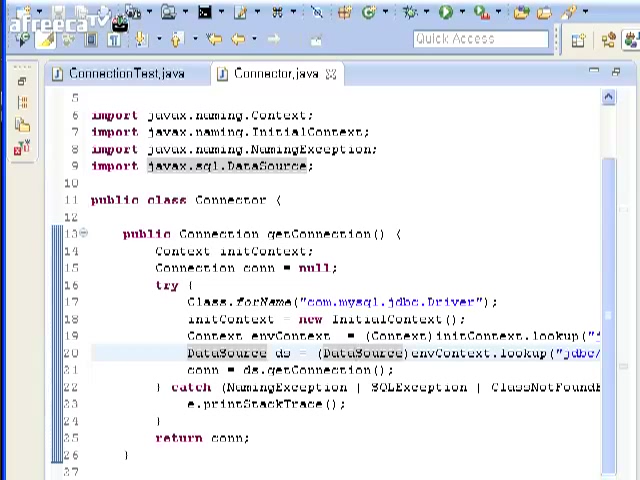 afreecaTV
Quick Access
ConnectionTest.java
Connector.java
5
6 import javax.naming.Context;
7 import javax.naming.InitialContext;
8 import javax.naming.NamingException;
9 import javax.sql.DataSource;
10
11 public class Connector {
12
13 public Connection getConnection() {
14 Context initContext;
15 Connection conn = null;
16 try {
17 Class.forName("com.mysql.jdbc.Driver");
18 initContext = new InitialContext();
19 Context envContext = (Context)initContext.lookup("j
20 DataSource ds = (DataSource)envContext.lookup("jdbc/
21 conn = ds.getConnection();
22 } catch (NamingException | SQLException | ClassNotFound
23 e.printStackTrace();
24 }
25 return conn;
26 }
27